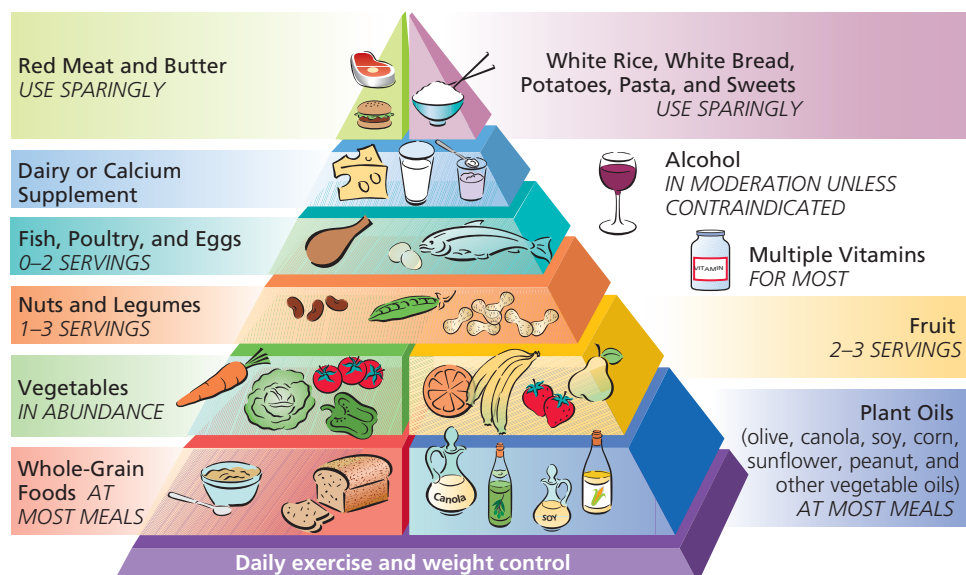 Red Meat and Butter
USE SPARINGLY
White Rice, White Bread,
Potatoes, Pasta, and Sweets
USE SPARINGLY
Dairy or Calcium
Supplement
Alcohol
IN MODERATION UNLESS
CONTRAINDICATED
Fish, Poultry, and Eggs
0–2 SERVINGS
VITAMIN
Multiple Vitamins
FOR MOST
Nuts and Legumes
1–3 SERVINGS
Fruit
2–3 SERVINGS
Vegetables
IN ABUNDANCE
Plant Oils
(olive, canola, soy, corn,
sunflower, peanut, and
other vegetable oils)
AT MOST MEALS
Whole-Grain
Foods AT
MOST MEALS
Canola
SOY
Daily exercise and weight control